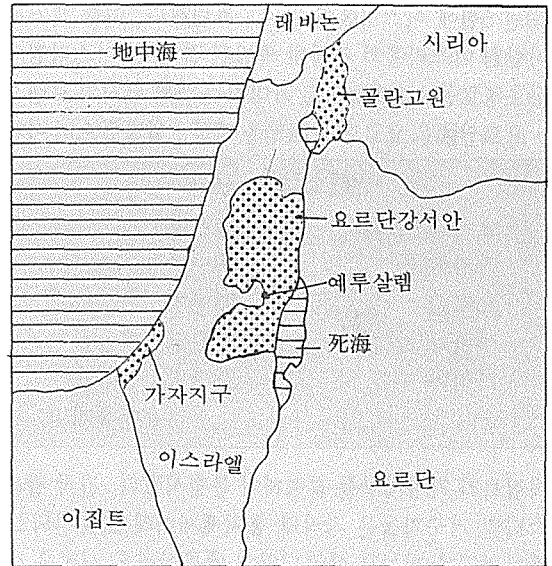 레바논
시리아
地中海
골란고원
요르단강서안
예루살렘
死海
가자지구
이스라엘
요르단
이집트